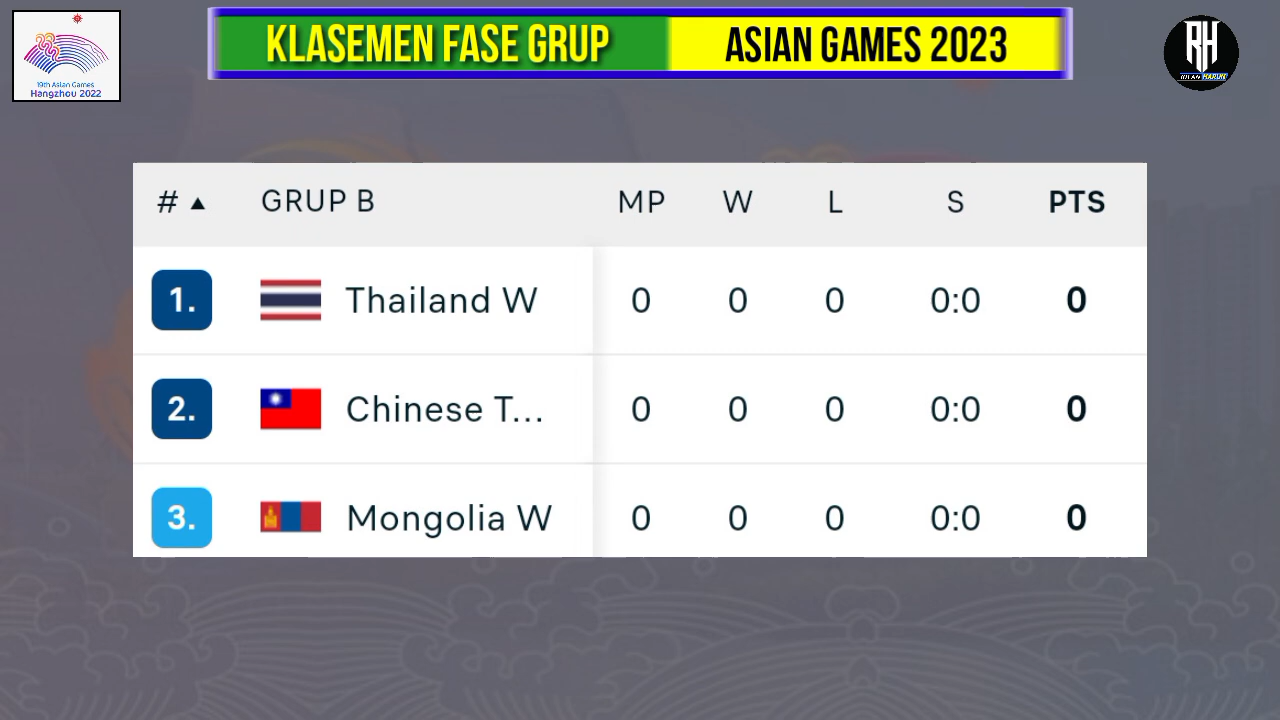 19th Asian Games
Hangzhou 2022
KLASEMEN FASE GRUP
ASIAN GAMES 2023
RH
# ▲ GRUP B MP W L S PTS
1. Thailand W 0 0 0 0:0 0
2. Chinese T... 0 0 0 0:0 0
3. Mongolia W 0 0 0 0:0 0